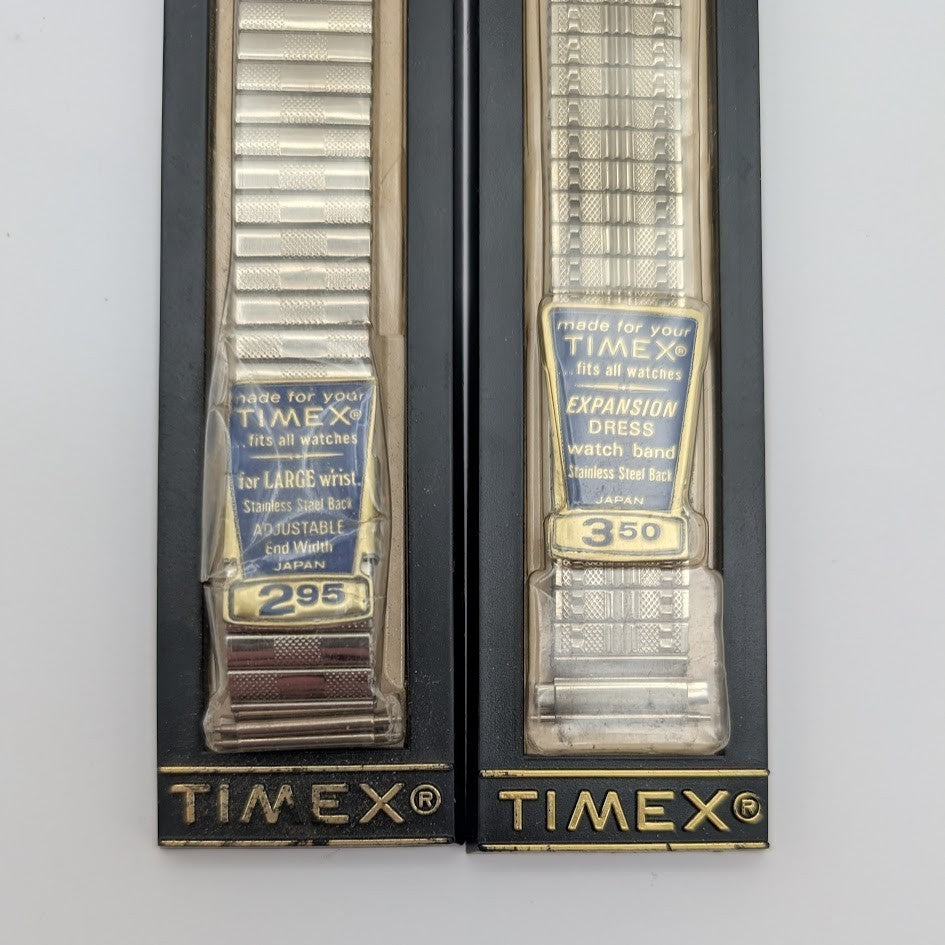 made for your
TIMEX®
..fits all watches
for LARGE wrist.
Stainless Steel Back
ADJUSTABLE
End Width
JAPAN
2 95
TIMEX®
made for your
TIMEX®
..fits all watches
EXPANSION
DRESS
watch band
Stainless Steel Back
JAPAN
3 50
TIMEX®